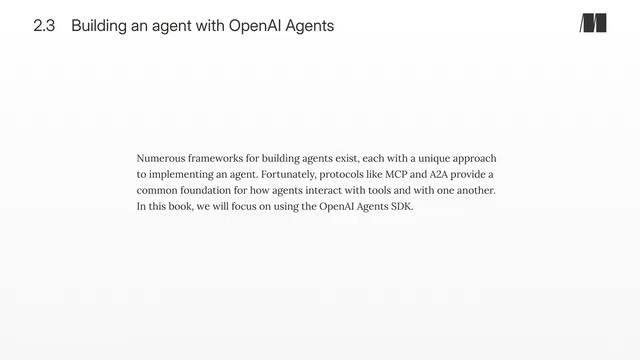 2.3 Building an agent with OpenAI Agents
Numerous frameworks for building agents exist, each with a unique approach
to implementing an agent. Fortunately, protocols like MCP and A2A provide a
common foundation for how agents interact with tools and with one another.
In this book, we will focus on using the OpenAI Agents SDK.